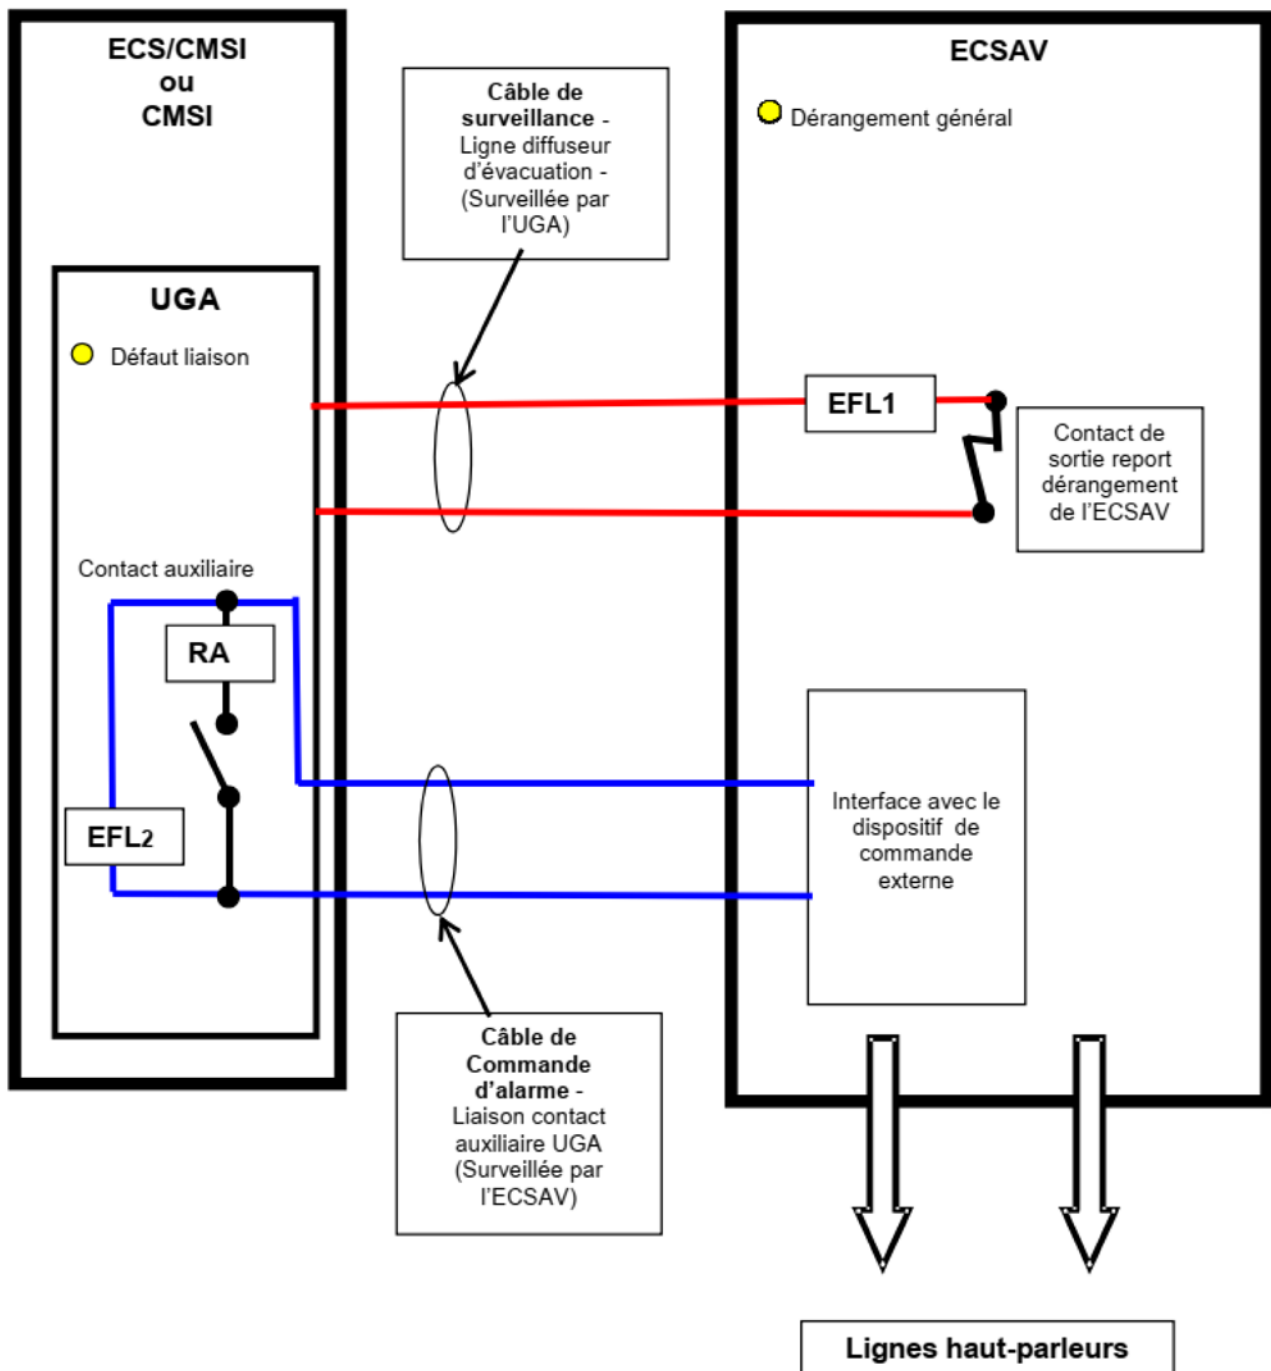 ECS/CMSI
ou
CMSI
ECSAV
Câble de
surveillance -
Ligne diffuseur
d'évacuation -
(Surveillée par
l'UGA)
Dérangement général
UGA
Défaut liaison
EFL1
Contact de
sortie report
dérangement
de l'ECSAV
Contact auxiliaire
RA
EFL2
Interface avec le
dispositif de
commande
externe
Câble de
Commande
d'alarme -
Liaison contact
auxiliaire UGA
(Surveillée par
l'ECSAV)
Lignes haut-parleurs